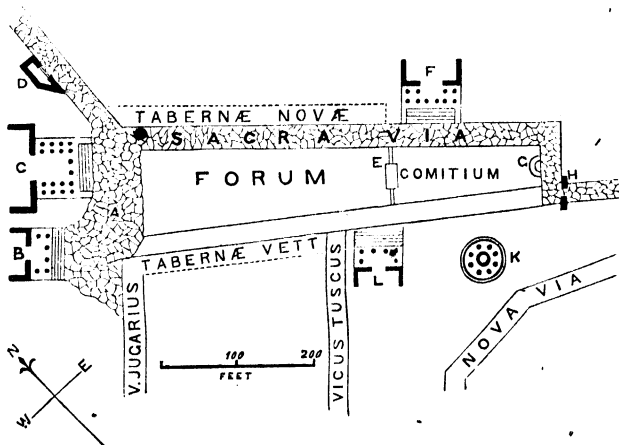 F
D
TABERNÆ NOVÆ
SACRA VIA
C
E
G
H
FORUM
COMITIUM
A
B
TABERNÆ VETT
L
K
V. JUGARIUS
VICUS TUSCUS
NOVA VIA
100 200
FEET
N
E
W